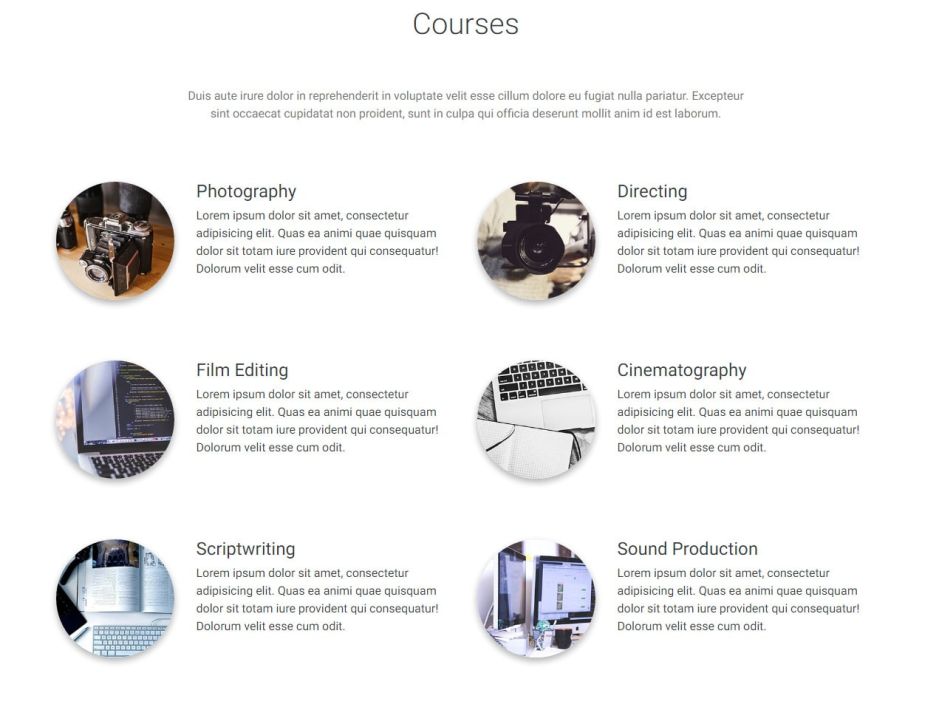 Courses
Duis aute irure dolor in reprehenderit in voluptate velit esse cillum dolore eu fugiat nulla pariatur. Excepteur
sint occaecat cupidatat non proident, sunt in culpa qui officia deserunt mollit anim id est laborum.
Photography
Lorem ipsum dolor sit amet, consectetur
adipisicing elit. Quas ea animi quae quisquam
dolor sit totam iure provident qui consequatur!
Dolorum velit esse cum odit.
Directing
Lorem ipsum dolor sit amet, consectetur
adipisicing elit. Quas ea animi quae quisquam
dolor sit totam iure provident qui consequatur!
Dolorum velit esse cum odit.
Film Editing
Lorem ipsum dolor sit amet, consectetur
adipisicing elit. Quas ea animi quae quisquam
dolor sit totam iure provident qui consequatur!
Dolorum velit esse cum odit.
Cinematography
Lorem ipsum dolor sit amet, consectetur
adipisicing elit. Quas ea animi quae quisquam
dolor sit totam iure provident qui consequatur!
Dolorum velit esse cum odit.
Scriptwriting
Lorem ipsum dolor sit amet, consectetur
adipisicing elit. Quas ea animi quae quisquam
dolor sit totam iure provident qui consequatur!
Dolorum velit esse cum odit.
Sound Production
Lorem ipsum dolor sit amet, consectetur
adipisicing elit. Quas ea animi quae quisquam
dolor sit totam iure provident qui consequatur!
Dolorum velit esse cum odit.